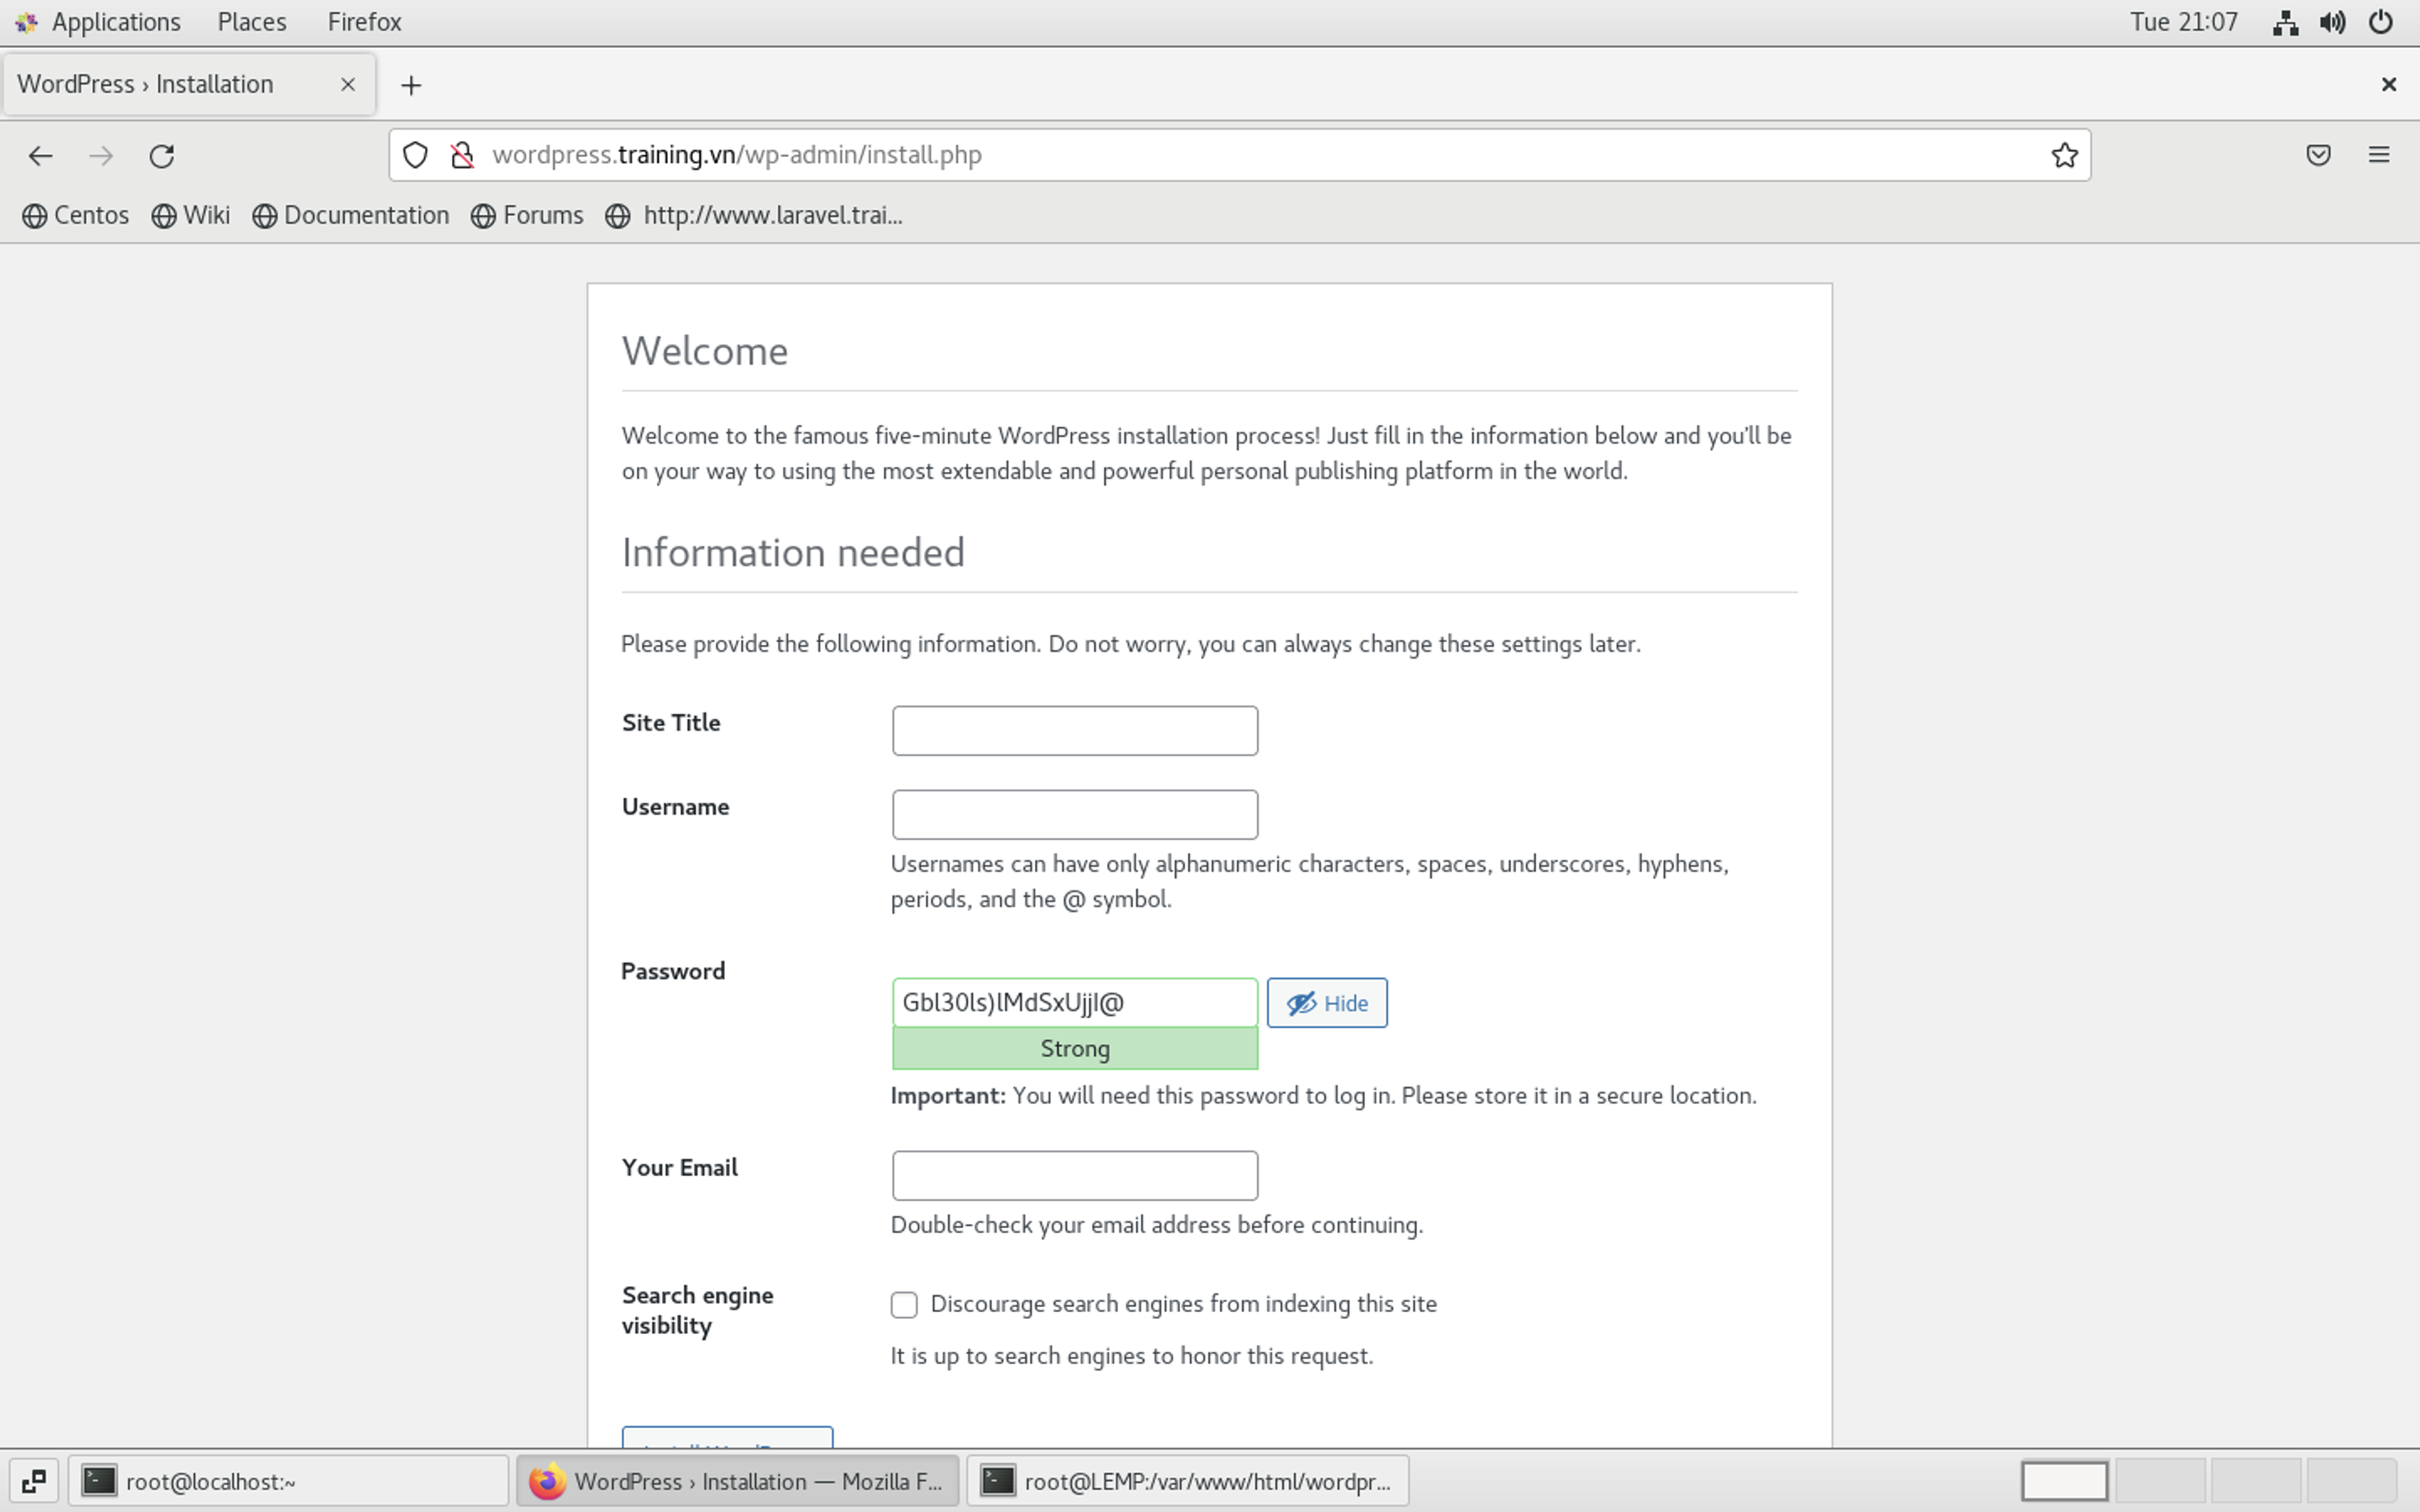 Applications Places Firefox Tue 21:07
WordPress › Installation
wordpress.training.vn/wp-admin/install.php
Centos Wiki Documentation Forums http://www.laravel.trai...
Welcome
Welcome to the famous five-minute WordPress installation process! Just fill in the information below and you'll be
on your way to using the most extendable and powerful personal publishing platform in the world.
Information needed
Please provide the following information. Do not worry, you can always change these settings later.
Site Title
Username
Usernames can have only alphanumeric characters, spaces, underscores, hyphens,
periods, and the @ symbol.
Password
Gbl30ls)lMdSxUjjI@ Hide
Strong
Important: You will need this password to log in. Please store it in a secure location.
Your Email
Double-check your email address before continuing.
Search engine
visibility
Discourage search engines from indexing this site
It is up to search engines to honor this request.
root@localhost:~ WordPress › Installation — Mozilla F... root@LEMP:/var/www/html/wordpr...